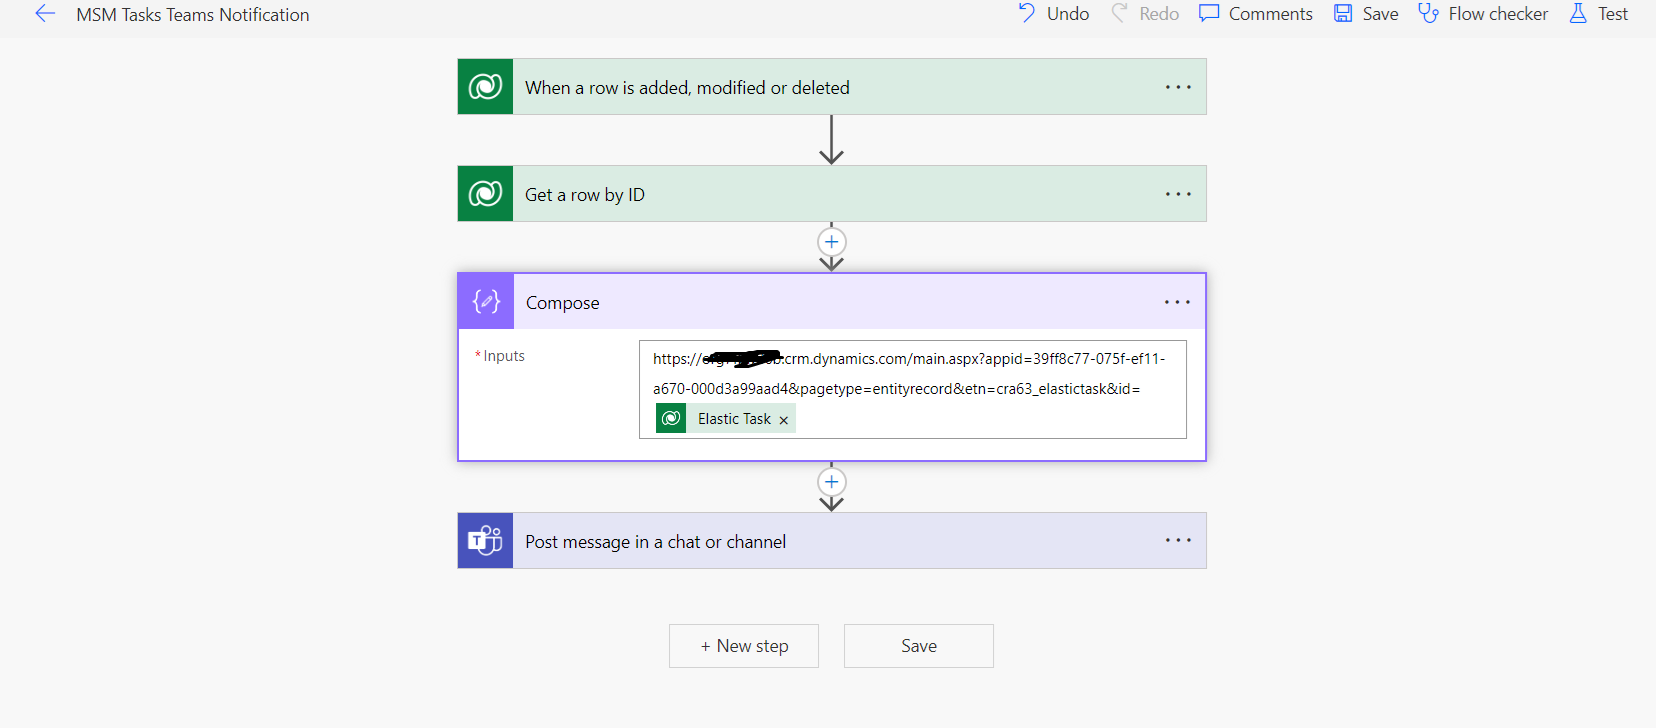 MSM Tasks Teams Notification
Undo
Redo
Comments
Save
Flow checker
Test
When a row is added, modified or deleted
Get a row by ID
Compose
* Inputs
https://.crm.dynamics.com/main.aspx?appid=39ff8c77-075f-ef11-
a670-000d3a99aad4&pagetype=entityrecord&etn=cra63_elastictask&id=
Elastic Task ×
T
Post message in a chat or channel
+ New step
Save